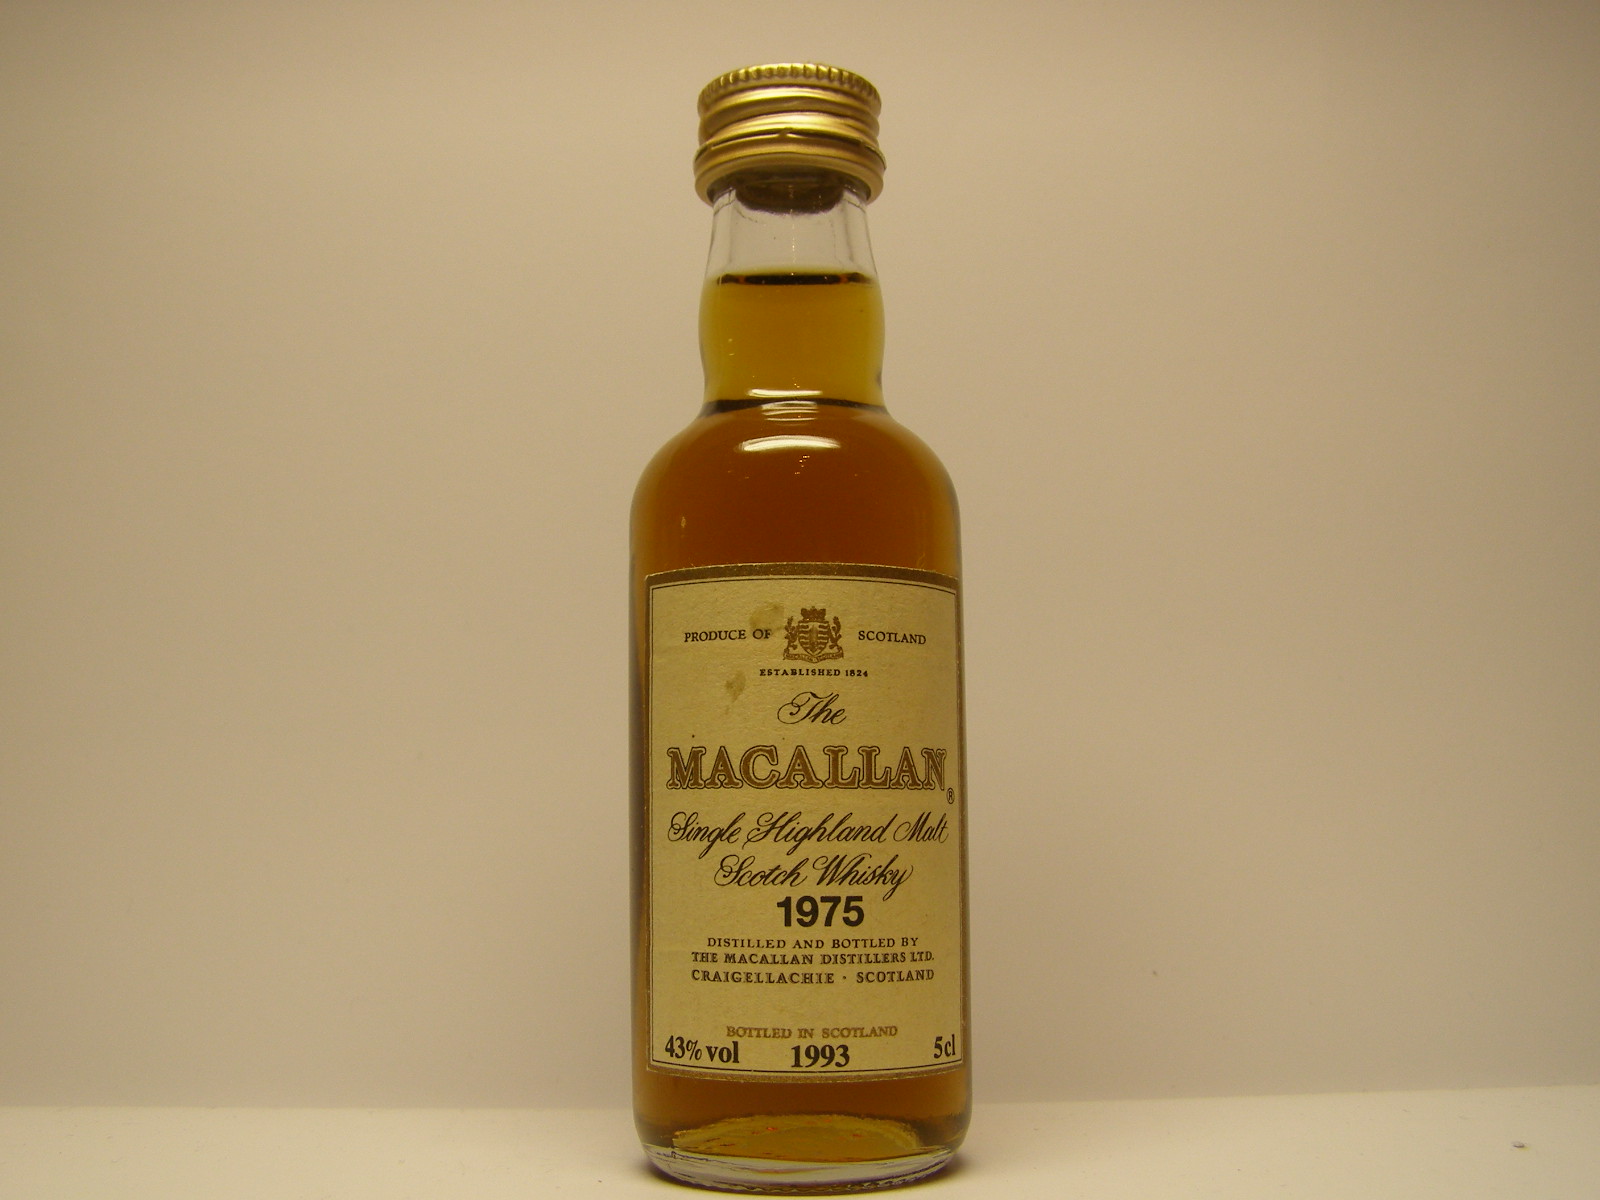 PRODUCE OF SCOTLAND
ESTABLISHED 1824
The
MACALLAN®
Single Highland Malt
Scotch Whisky
1975
DISTILLED AND BOTTLED BY
THE MACALLAN DISTILLERS LTD.
CRAIGELLACHIE · SCOTLAND
BOTTLED IN SCOTLAND
43% vol 1993 5cl